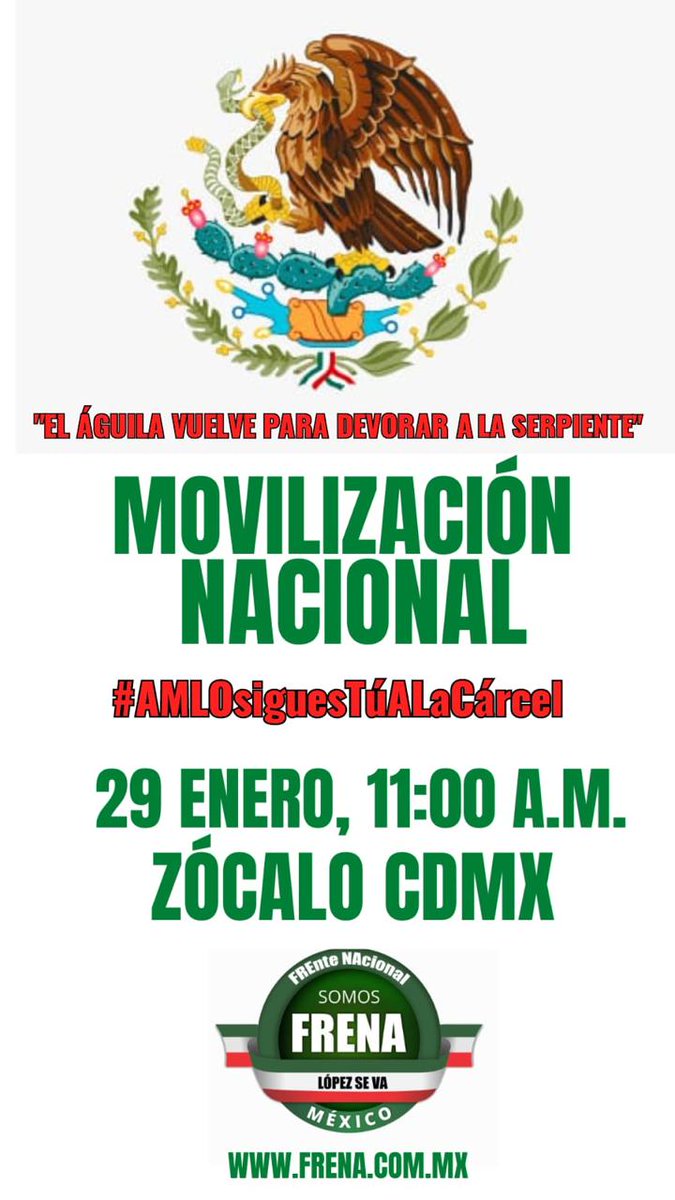 "EL ÁGUILA VUELVE PARA DEVORAR A LA SERPIENTE"
MOVILIZACIÓN
NACIONAL
#AMLOsiguesTúALaCárcel
29 ENERO, 11:00 A.M.
ZÓCALO CDMX
FREnte NAcional
SOMOS
FRENA
LÓPEZ SE VA
MÉXICO
WWW.FRENA.COM.MX